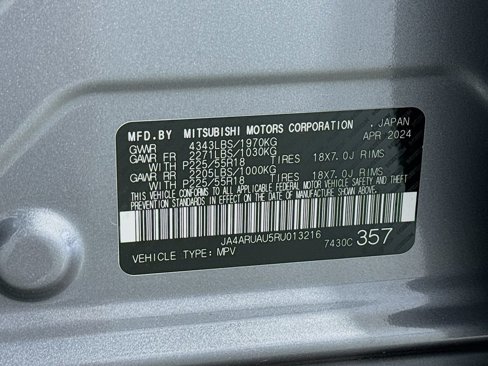 MFD.BY MITSUBISHI MOTORS CORPORATION , JAPAN
GVWR 4343LBS/1970KG APR 2024
GAWR FR 2271LBS/1030KG
WITH P225/55R18 TIRES 18X7.0J RIMS
GAWR RR 2205LBS/1000KG
WITH P225/55R18 TIRES 18X7.0J RIMS
THIS VEHICLE CONFORMS TO ALL APPLICABLE FEDERAL MOTOR VEHICLE SAFETY AND THEFT
PREVENTION STANDARDS IN EFFECT ON THE DATE OF MANUFACTURE SHOWN ABOVE.
JA4ARUAU5RU013216 7430C 357
VEHICLE TYPE: MPV